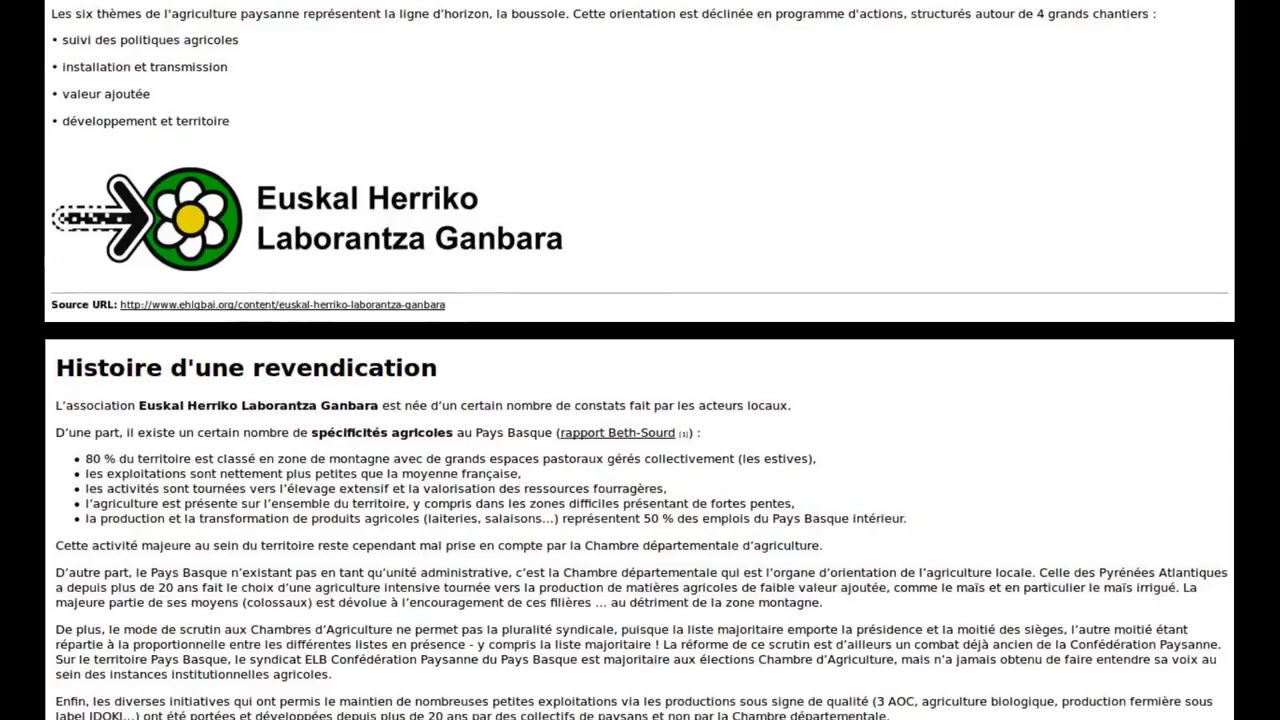 Les six thèmes de l'agriculture paysanne représentent la ligne d’horizon, la boussole. Cette orientation est déclinée en programme d'actions, structurés autour de 4 grands chantiers :
• suivi des politiques agricoles
• installation et transmission
• valeur ajoutée
• développement et territoire
Euskal Herriko
Laborantza Ganbara
Source URL: http://www.ehlgbai.org/content/euskal-herriko-laborantza-ganbara
Histoire d'une revendication
L’association Euskal Herriko Laborantza Ganbara est née d’un certain nombre de constats fait par les acteurs locaux.
D’une part, il existe un certain nombre de spécificités agricoles au Pays Basque (rapport Beth-Sourd [1]) :
• 80 % du territoire est classé en zone de montagne avec de grands espaces pastoraux gérés collectivement (les estives),
• les exploitations sont nettement plus petites que la moyenne française,
• les activités sont tournées vers l’élevage extensif et la valorisation des ressources fourragères,
• l’agriculture est présente sur l’ensemble du territoire, y compris dans les zones difficiles présentant de fortes pentes,
• la production et la transformation de produits agricoles (laiteries, salaisons…) représentent 50 % des emplois du Pays Basque intérieur.
Cette activité majeure au sein du territoire reste cependant mal prise en compte par la Chambre départementale d’agriculture.
D’autre part, le Pays Basque n’existant pas en tant qu’unité administrative, c’est la Chambre départementale qui est l’organe d’orientation de l’agriculture locale. Celle des Pyrénées Atlantiques
a depuis plus de 20 ans fait le choix d’une agriculture intensive tournée vers la production de matières agricoles de faible valeur ajoutée, comme le maïs et en particulier le maïs irrigué. La
majeure partie de ses moyens (colossaux) est dévolue à l’encouragement de ces filières … au détriment de la zone montagne.
De plus, le mode de scrutin aux Chambres d’Agriculture ne permet pas la pluralité syndicale, puisque la liste majoritaire emporte la présidence et la moitié des sièges, l’autre moitié étant
répartie à la proportionnelle entre les différentes listes en présence - y compris la liste majoritaire ! La réforme de ce scrutin est d’ailleurs un combat déjà ancien de la Confédération Paysanne.
Sur le territoire Pays Basque, le syndicat ELB Confédération Paysanne du Pays Basque est majoritaire aux élections Chambre d’Agriculture, mais n’a jamais obtenu de faire entendre sa voix au
sein des instances institutionnelles agricoles.
Enfin, les diverses initiatives qui ont permis le maintien de nombreuses petites exploitations via les productions sous signe de qualité (3 AOC, agriculture biologique, production fermière sous
label IDOKI…) ont été portées et développées depuis plus de 20 ans par des collectifs de paysans et non par la Chambre départementale.